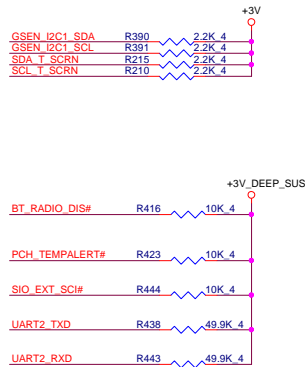 +3V
GSEN_I2C1_SDA R390 2.2K_4
GSEN_I2C1_SCL R391 2.2K_4
SDA_T_SCRN R215 2.2K_4
SCL_T_SCRN R210 2.2K_4
+3V_DEEP_SUS
BT_RADIO_DIS# R416 10K_4
PCH_TEMPALERT# R423 10K_4
SIO_EXT_SCI# R444 10K_4
UART2_TXD R438 49.9K_4
UART2_RXD R443 49.9K_4